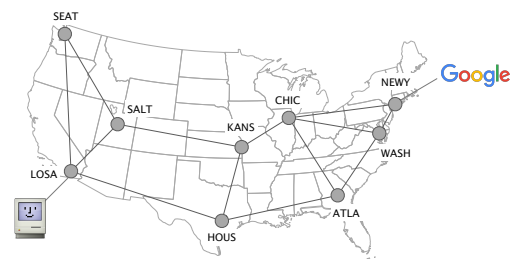 SEAT
NEWY
Google
CHIC
SALT
KANS
WASH
LOSA
ATLA
HOUS